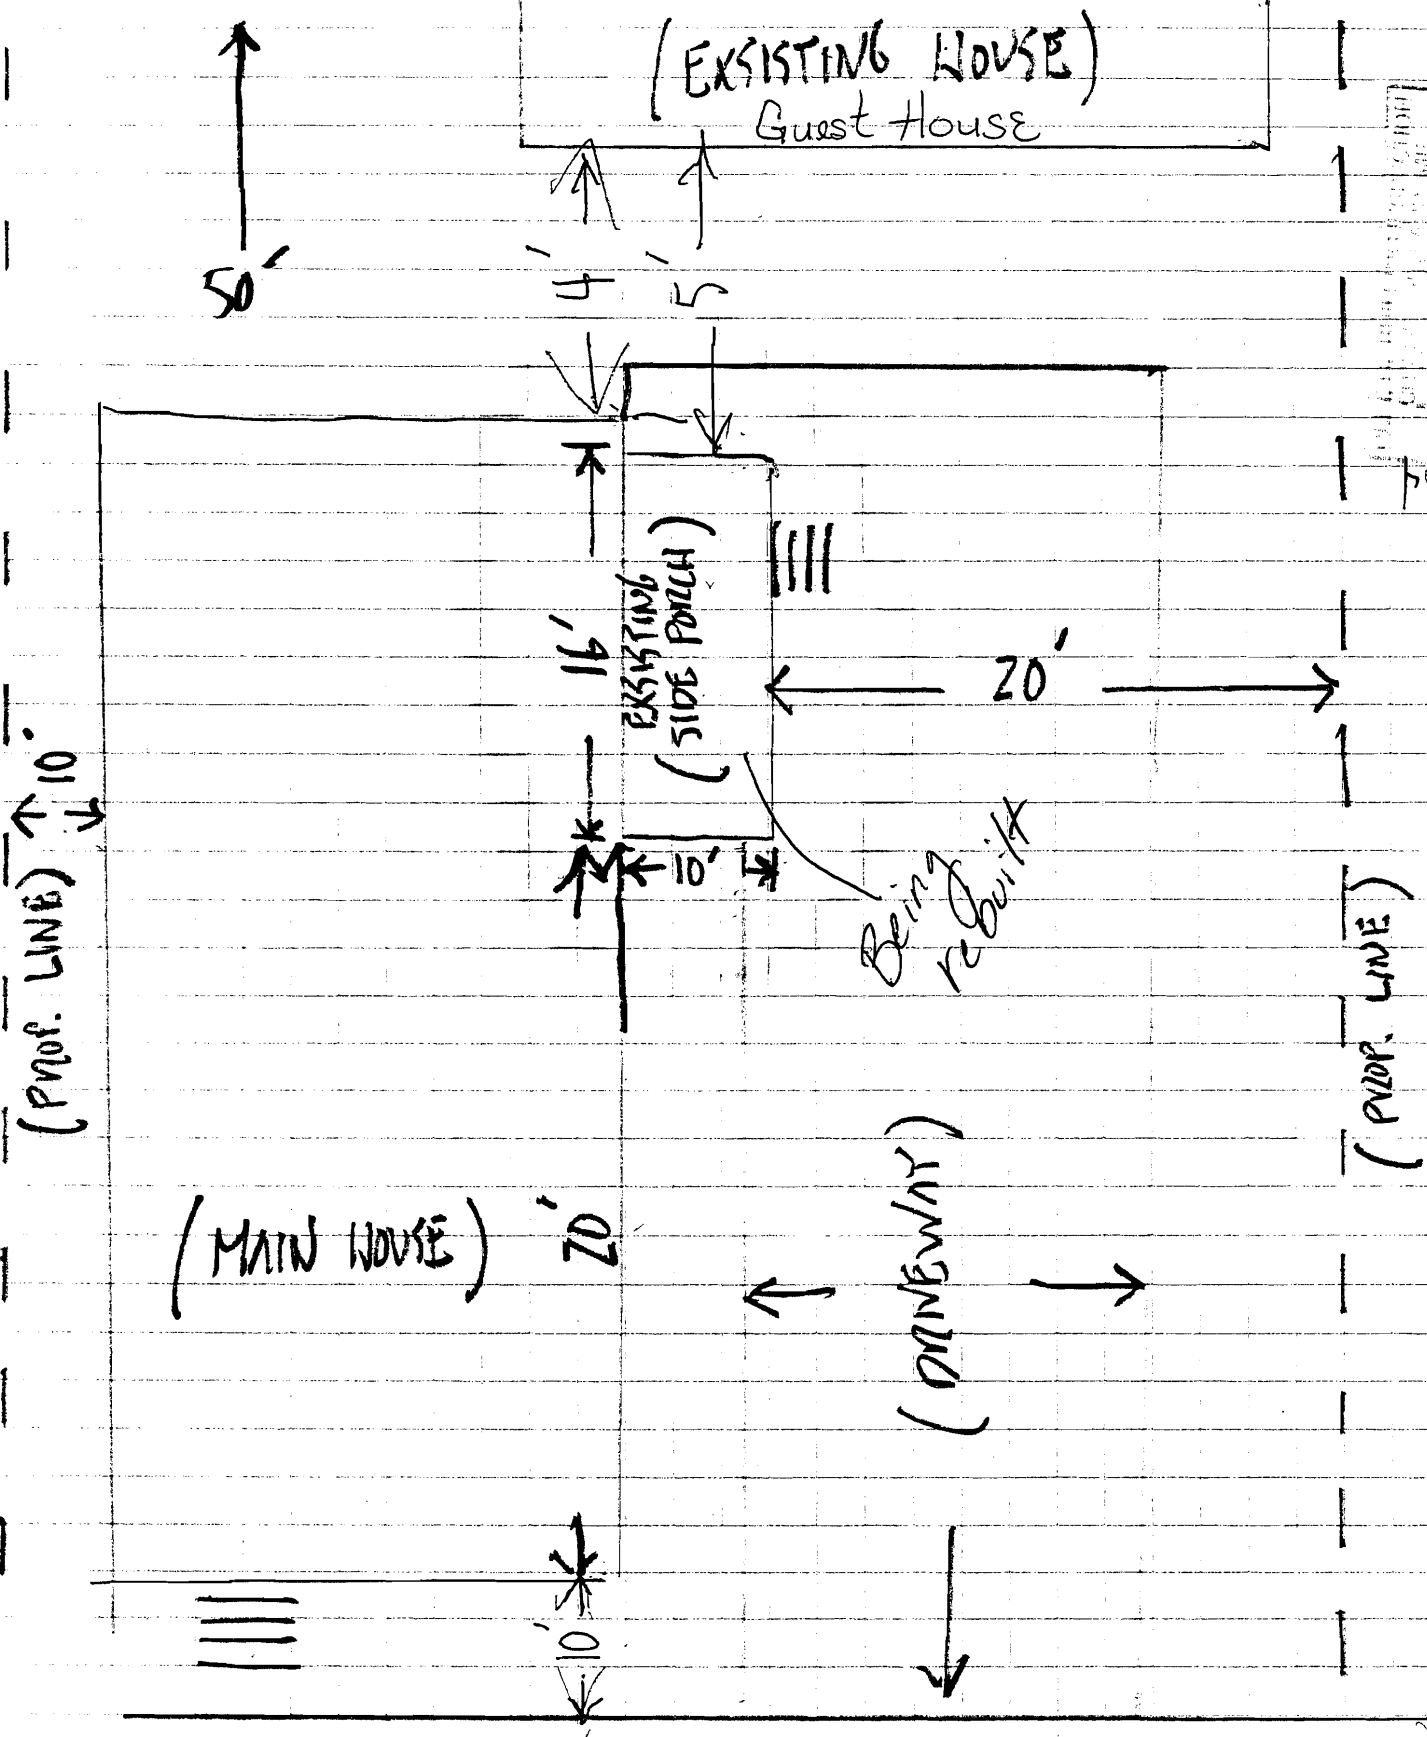 (EXSISTING HOUSE)
Guest House
50'
4'
5'
16'
EXSISTING
(SIDE PORCH)
20'
10'
(PROP. LINE)
10'
Being
rebuilt
(PROP. LINE)
(MAIN HOUSE)
20'
(DRIVEWAY)
10'